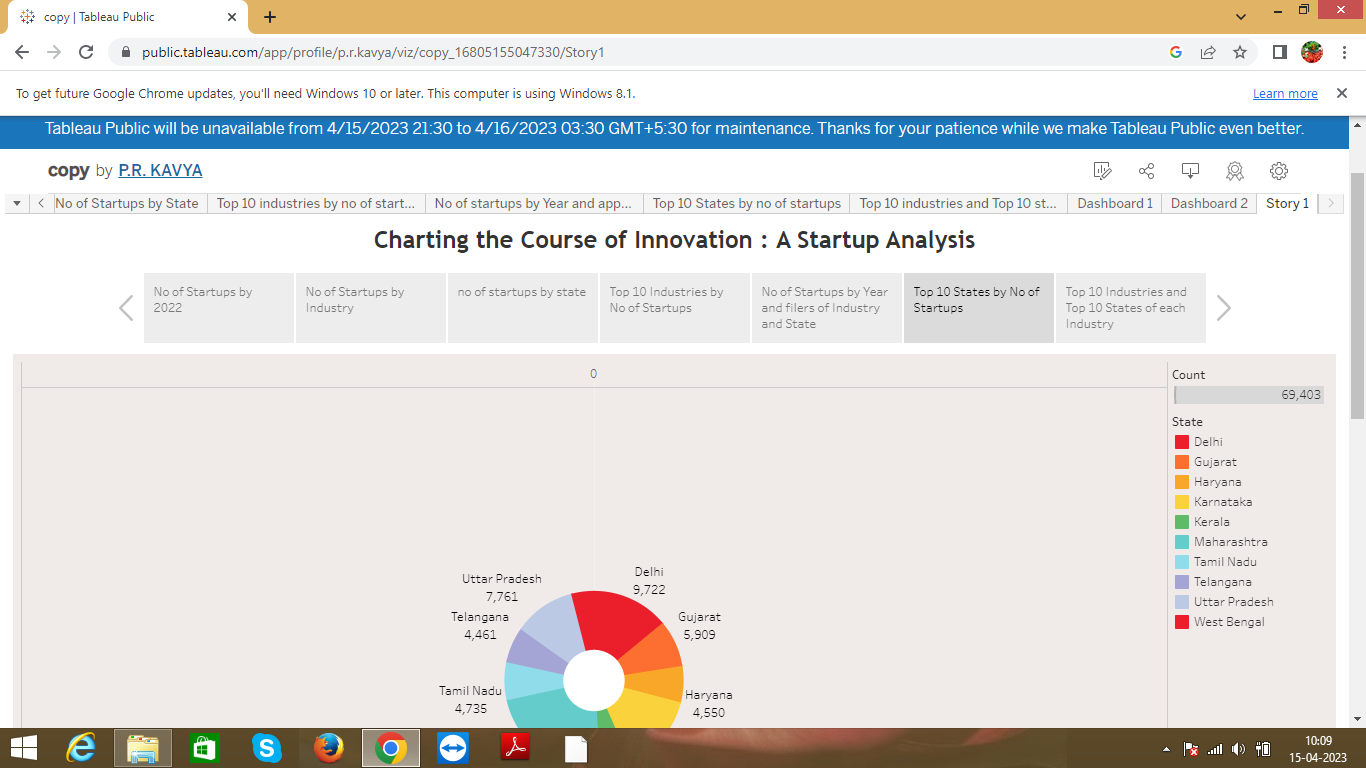 copy | Tableau Public
public.tableau.com/app/profile/p.r.kavya/viz/copy_16805155047330/Story1
To get future Google Chrome updates, you'll need Windows 10 or later. This computer is using Windows 8.1.
Learn more
Tableau Public will be unavailable from 4/15/2023 21:30 to 4/16/2023 03:30 GMT+5:30 for maintenance. Thanks for your patience while we make Tableau Public even better.
copy by P.R. KAVYA
No of Startups by State
Top 10 industries by no of start...
No of startups by Year and app...
Top 10 States by no of startups
Top 10 industries and Top 10 st...
Dashboard 1
Dashboard 2
Story 1
Charting the Course of Innovation : A Startup Analysis
No of Startups by
2022
No of Startups by
Industry
no of startups by state
Top 10 Industries by
No of Startups
No of Startups by Year
and filers of Industry
and State
Top 10 States by No of
Startups
Top 10 Industries and
Top 10 States of each
Industry
0
Delhi
9,722
Gujarat
5,909
Haryana
4,550
Uttar Pradesh
7,761
Telangana
4,461
Tamil Nadu
4,735
Count
69,403
State
Delhi
Gujarat
Haryana
Karnataka
Kerala
Maharashtra
Tamil Nadu
Telangana
Uttar Pradesh
West Bengal
10:09
15-04-2023